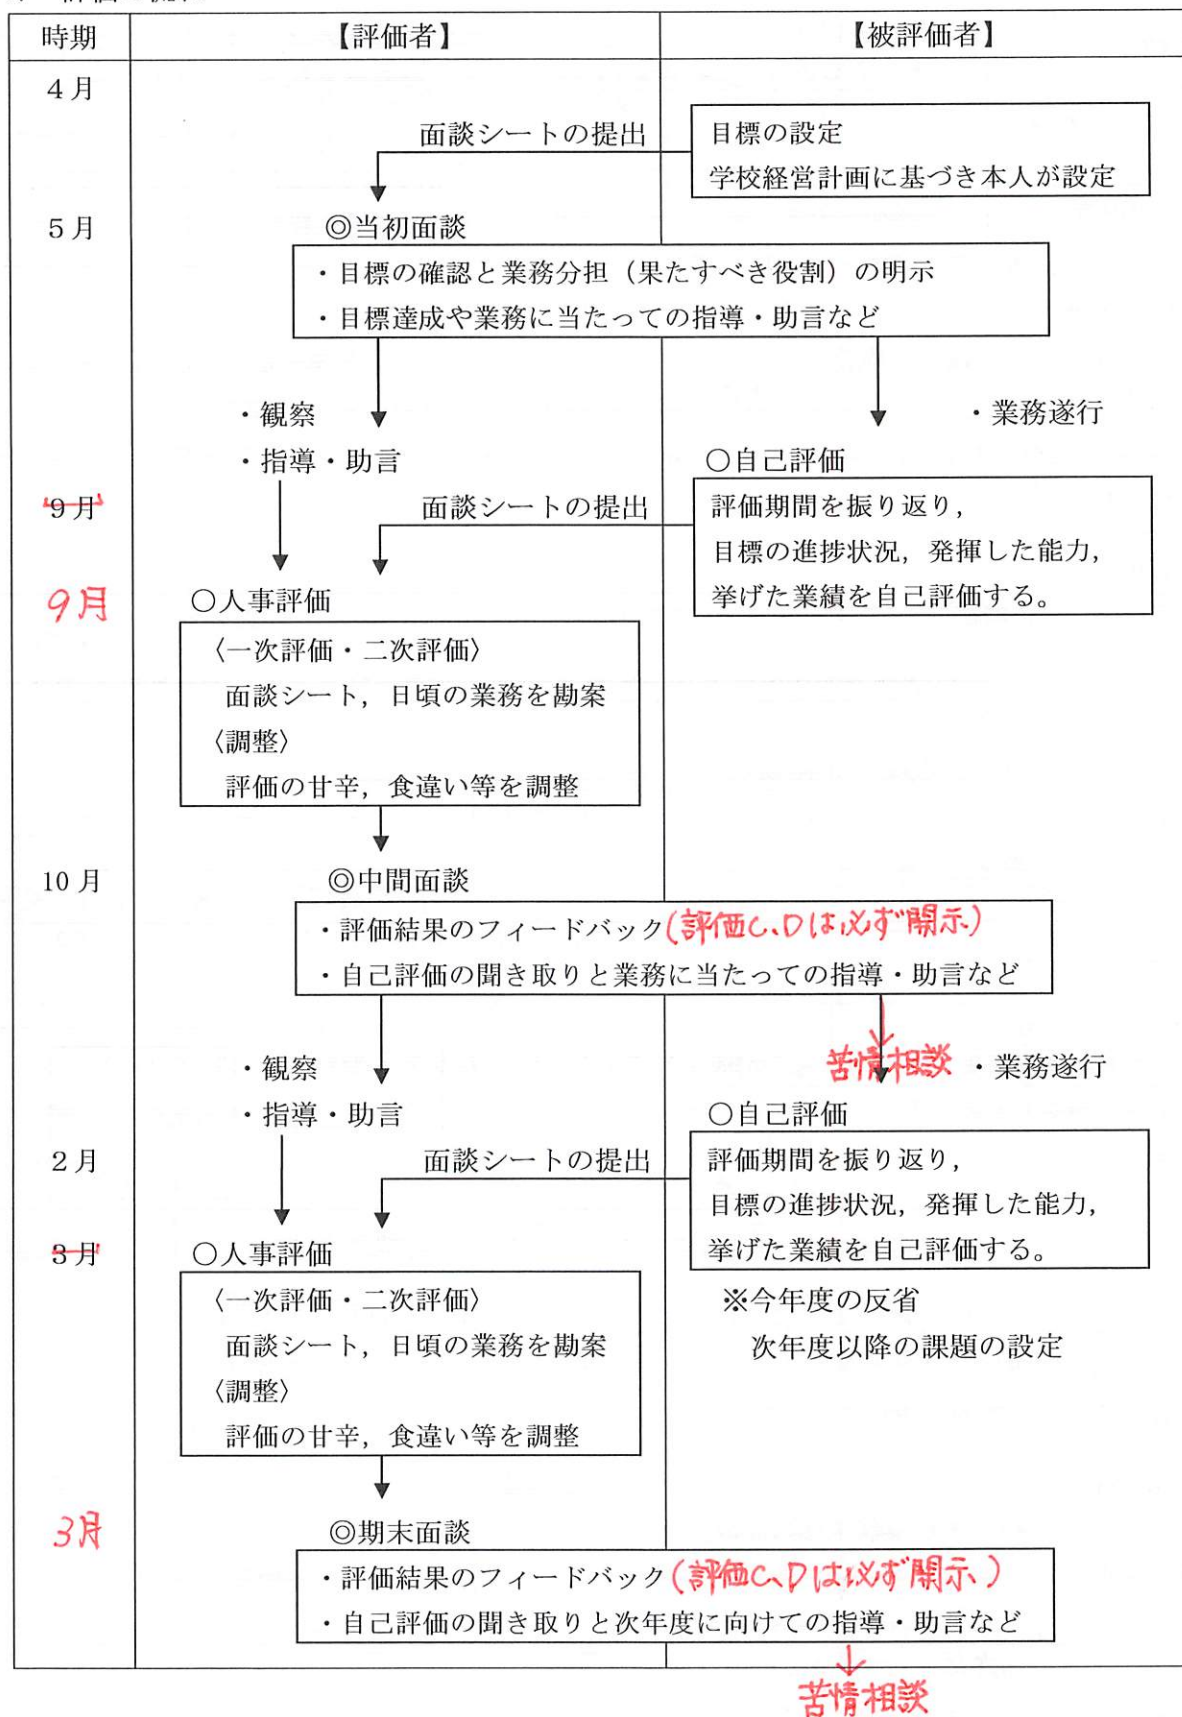 時期 【評価者】 【被評価者】
4月
面談シートの提出 目標の設定
学校経営計画に基づき本人が設定
5月 ◎当初面談
・目標の確認と業務分担（果たすべき役割）の明示
・目標達成や業務に当たっての指導・助言など
・観察 ・業務遂行
・指導・助言 ○自己評価
9月 面談シートの提出 評価期間を振り返り，
目標の進捗状況，発揮した能力，
9月 ○人事評価 挙げた業績を自己評価する。
〈一次評価・二次評価〉
面談シート，日頃の業務を勘案
〈調整〉
評価の甘辛，食違い等を調整
10月 ◎中間面談
・評価結果のフィードバック(評価C、Dは必ず開示)
・自己評価の聞き取りと業務に当たっての指導・助言など
苦情相談
・観察 ・業務遂行
・指導・助言 ○自己評価
2月 面談シートの提出 評価期間を振り返り，
目標の進捗状況，発揮した能力，
3月 ○人事評価 挙げた業績を自己評価する。
〈一次評価・二次評価〉 ※今年度の反省
面談シート，日頃の業務を勘案 次年度以降の課題の設定
〈調整〉
評価の甘辛，食違い等を調整
3月 ◎期末面談
・評価結果のフィードバック(評価C、Dは必ず開示)
・自己評価の聞き取りと次年度に向けての指導・助言など
苦情相談